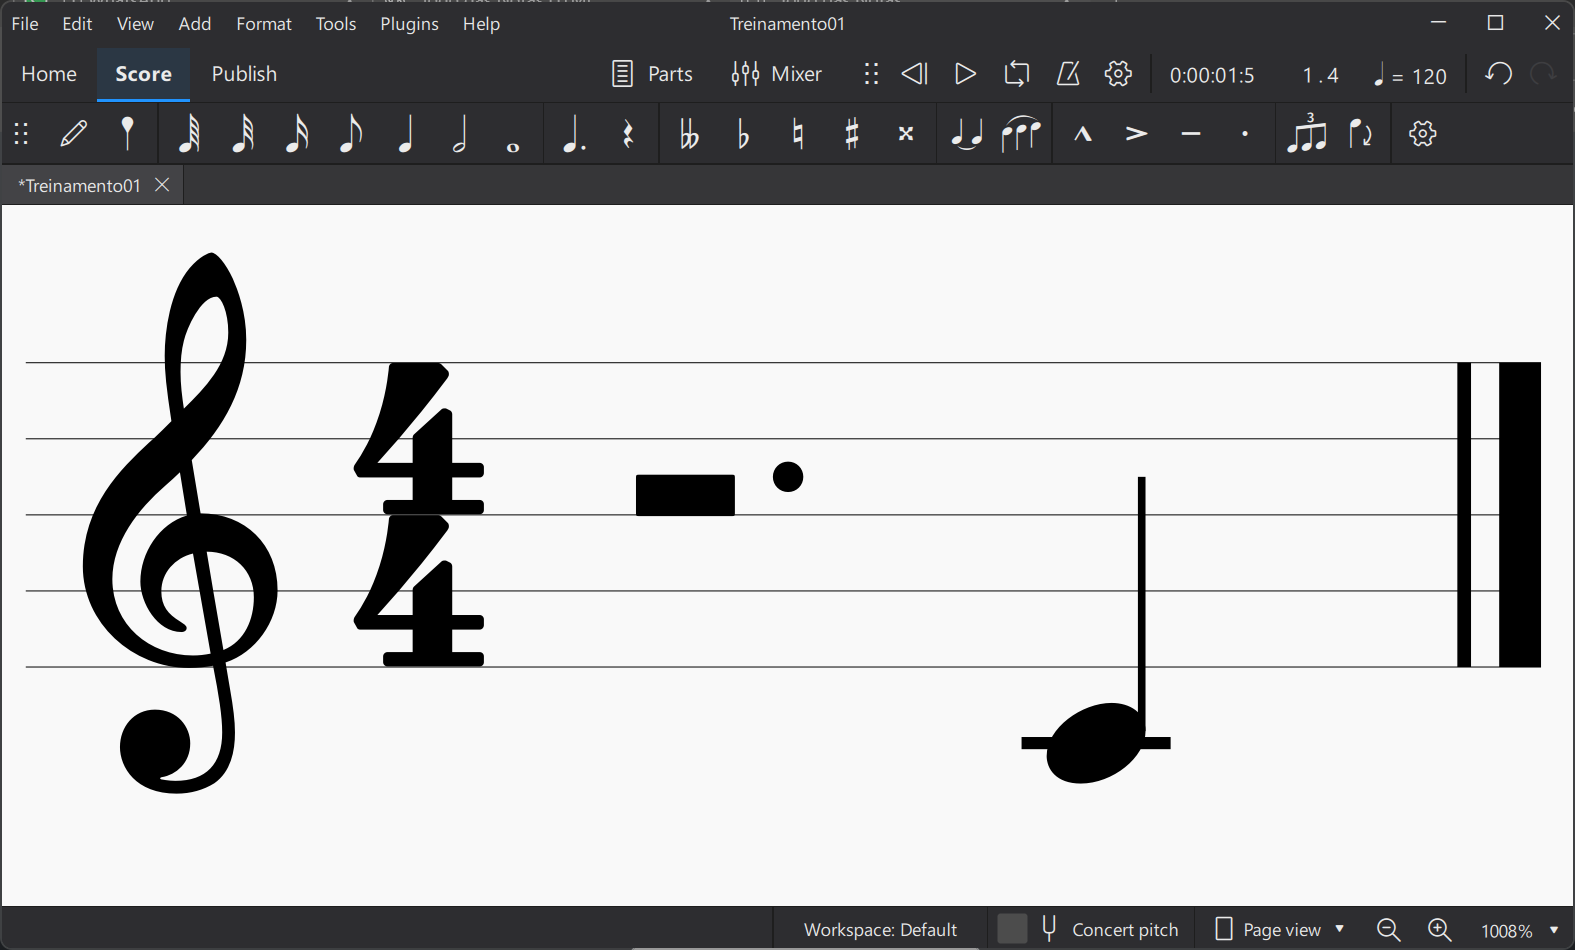 File Edit View Add Format Tools Plugins Help Treinamento01
Home Score Publish Parts Mixer 0:00:01:5 1 . 4 = 120
3
*Treinamento01
4
4
Workspace: Default Concert pitch Page view 1008%